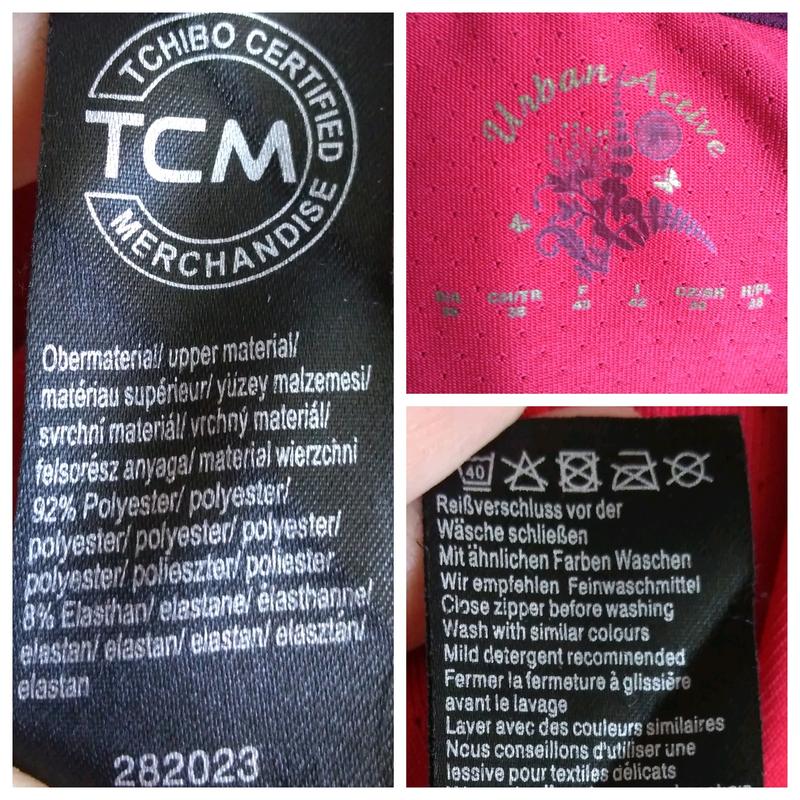 TCHIBO CERTIFIED
TCM
MERCHANDISE
Obermaterial/ upper material/
matériau supérieur/ yüzey malzemesi/
svrchní materiál/ vrchný materiál/
felsőrész anyaga/ materiał wierzchni
92% Polyester/ polyester/
polyester/ polyester/ polyester/
polyester/ poliészter/ poliester
8% Elasthan/ elastane/ élasthanne/
elastan/ elastan/ elastan/ elasztán/
elastan
282023
Urban Active
CH/TR F I CZ/SK H/PL
38 42 38
40
Reißverschluss vor der
Wäsche schließen
Mit ähnlichen Farben Waschen
Wir empfehlen Feinwaschmittel
Close zipper before washing
Wash with similar colours
Mild detergent recommended
Fermer la fermeture à glissière
avant le lavage
Laver avec des couleurs similaires
Nous conseillons d'utiliser une
lessive pour textiles délicats